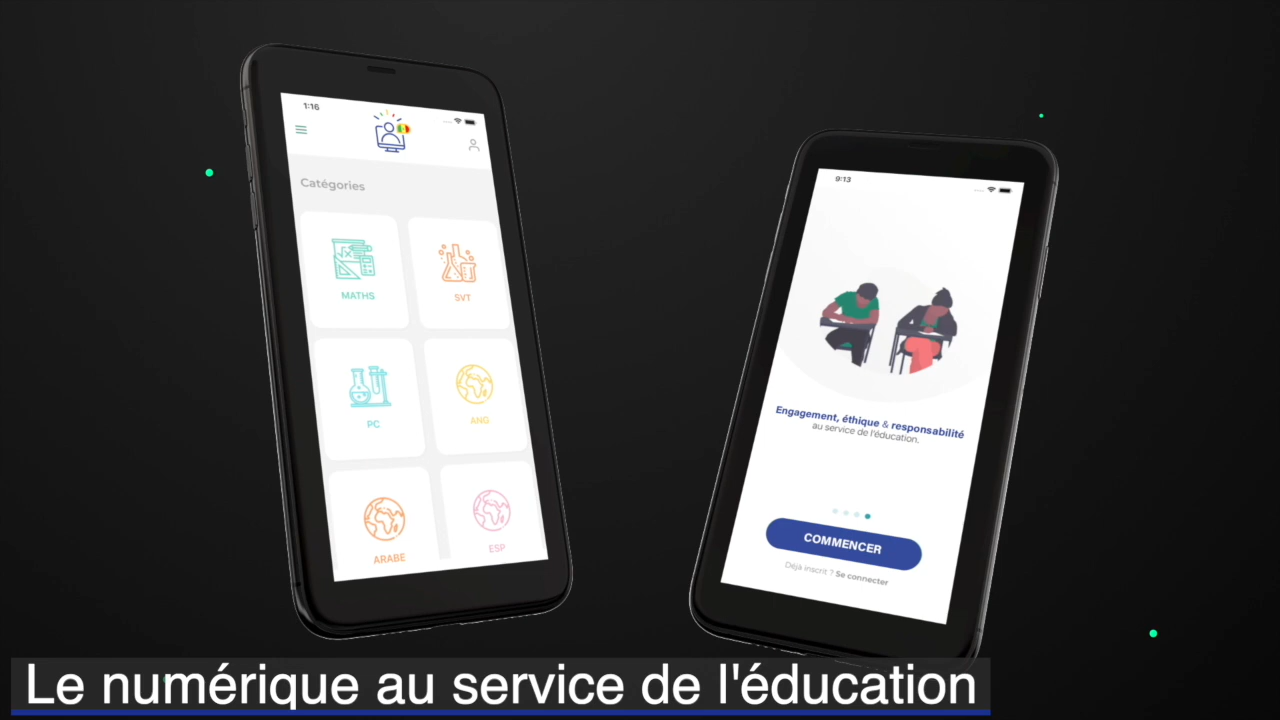 1:16
Catégories
MATHS
SVT
PC
ANG
ARABE
ESP
9:13
Engagement, éthique & responsabilité
au service de l'éducation.
COMMENCER
Déjà inscrit ? Se connecter
Le numérique au service de l'éducation